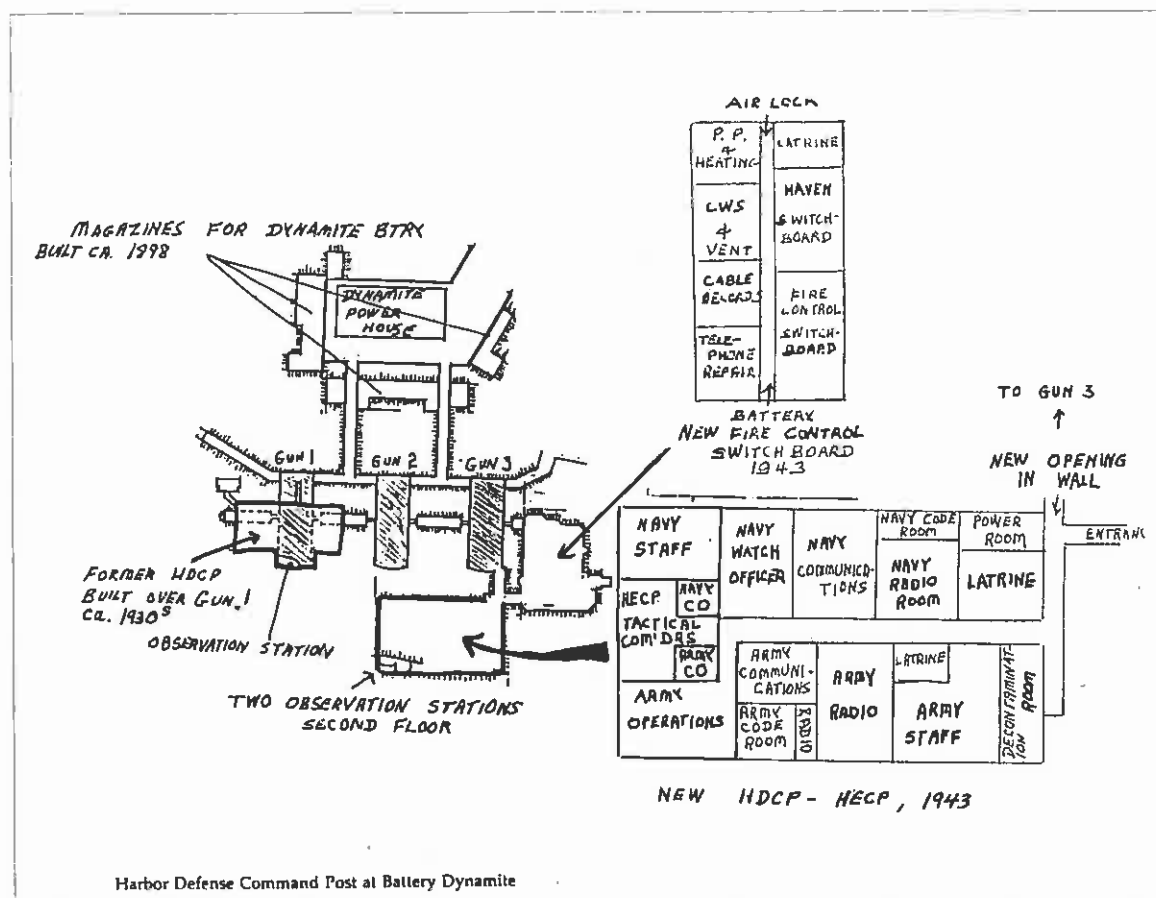 AIR LOCK
P. P.
&
HEATING
LATRINE
CWS
&
VENT
HAVEN
SWITCH-
BOARD
CABLE
RECORDS
FIRE
CONTROL
SWITCH-
BOARD
TELE-
PHONE
REPAIR
BATTERY
NEW FIRE CONTROL
SWITCH BOARD
1943
MAGAZINES FOR DYNAMITE BTRY
BUILT CA. 1898
DYNAMITE
POWER
HOUSE
GUN 1
GUN 2
GUN 3
FORMER HDCP
BUILT OVER GUN 1
CA. 1930s
OBSERVATION STATION
TWO OBSERVATION STATIONS
SECOND FLOOR
TO GUN 3
NEW OPENING
IN WALL
ENTRANC
NAVY
STAFF
NAVY
WATCH
OFFICER
NAVY
COMMUNICA-
TIONS
NAVY CODE
ROOM
NAVY
RADIO
ROOM
POWER
ROOM
LATRINE
HECP
TACTICAL
COM'DRS
NAVY
CO
ARMY
CO
ARMY
OPERATIONS
ARMY
COMMUNI-
CATIONS
ARMY
CODE
ROOM
RADIO
ARMY
RADIO
LATRINE
ARMY
STAFF
DECONTAMINAT-
ION
ROOM
NEW HDCP - HECP, 1943
Harbor Defense Command Post at Battery Dynamite